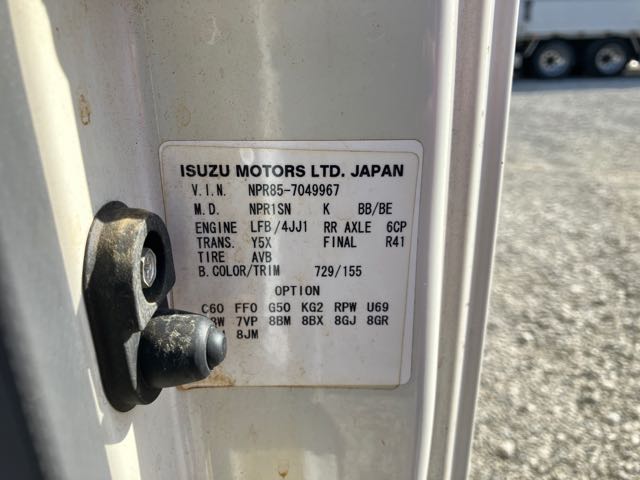 ISUZU MOTORS LTD. JAPAN
V.I.N. NPR85-7049967
M.D. NPR1SN K BB/BE
ENGINE LFB/4JJ1 RR AXLE 6CP
TRANS. Y5X FINAL R41
TIRE AVB
B.COLOR/TRIM 729/155
OPTION
C60 FF0 G50 KG2 RPW U69
7VP 8BM 8BX 8GJ 8GR
8JM